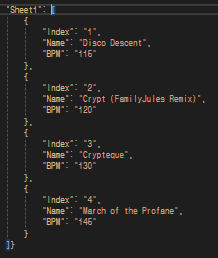 "Sheet1": [
{
"Index": "1",
"Name": "Disco Descent",
"BPM": "115"
},
{
"Index": "2",
"Name": "Crypt (FamilyJules Remix)",
"BPM": "120"
},
{
"Index": "3",
"Name": "Crypteque",
"BPM": "130"
},
{
"Index": "4",
"Name": "March of the Profane",
"BPM": "146"
}
]}